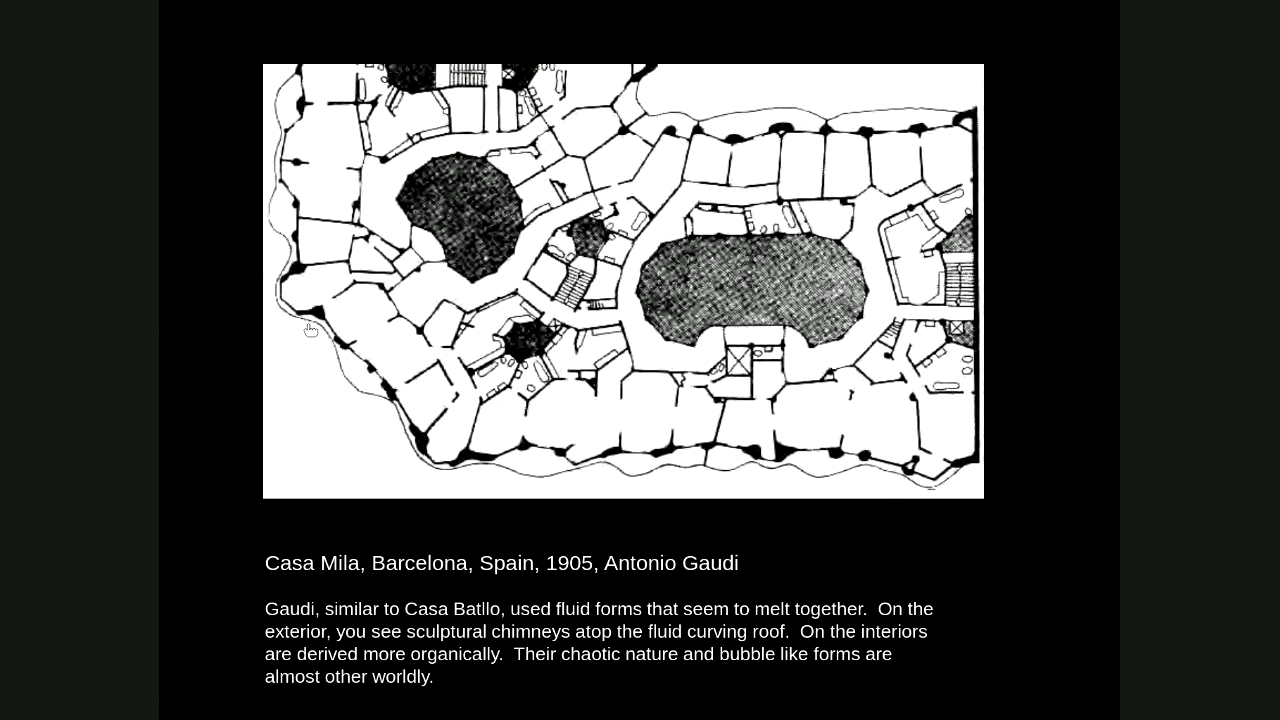 Casa Mila, Barcelona, Spain, 1905, Antonio Gaudi
Gaudi, similar to Casa Batllo, used fluid forms that seem to melt together.  On the
exterior, you see sculptural chimneys atop the fluid curving roof.  On the interiors
are derived more organically.  Their chaotic nature and bubble like forms are
almost other worldly.